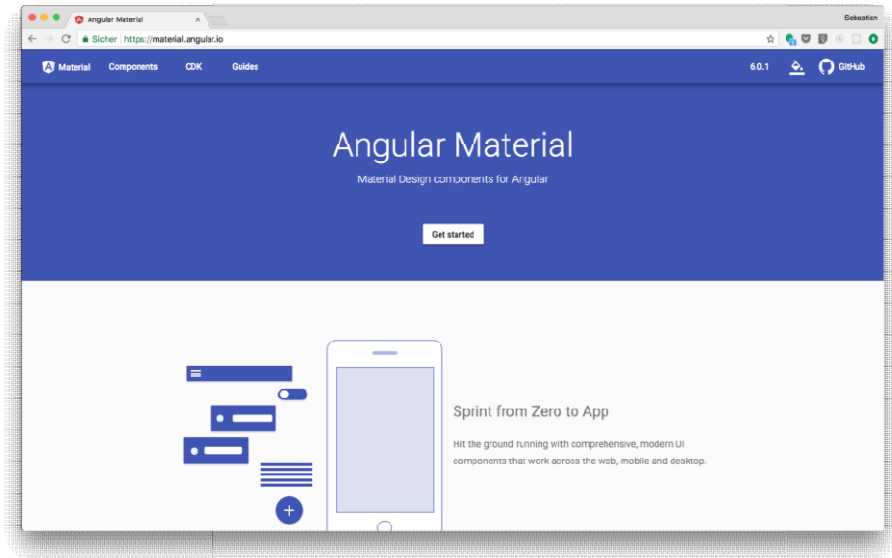 Angular Material
Sebastian
Sicher https://material.angular.io
Material Components CDK Guides 6.0.1 GitHub
Angular Material
Material Design components for Angular
Get started
Sprint from Zero to App
Hit the ground running with comprehensive, modern UI
components that work across the web, mobile and desktop.